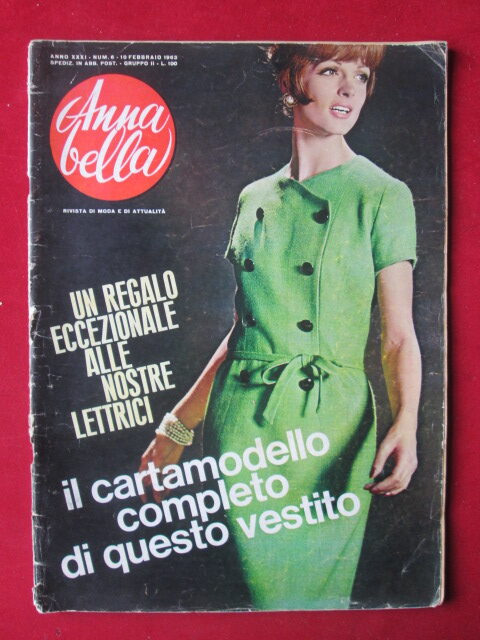 ANNO XXXI - NUM. 6 - 10 FEBBRAIO 1963
SPEDIZ. IN ABB. POST. - GRUPPO II - L. 100
Anna
bella
RIVISTA DI MODA E DI ATTUALITÀ
UN REGALO
ECCEZIONALE
ALLE
NOSTRE
LETTRICI
il cartamodello
completo
di questo vestito